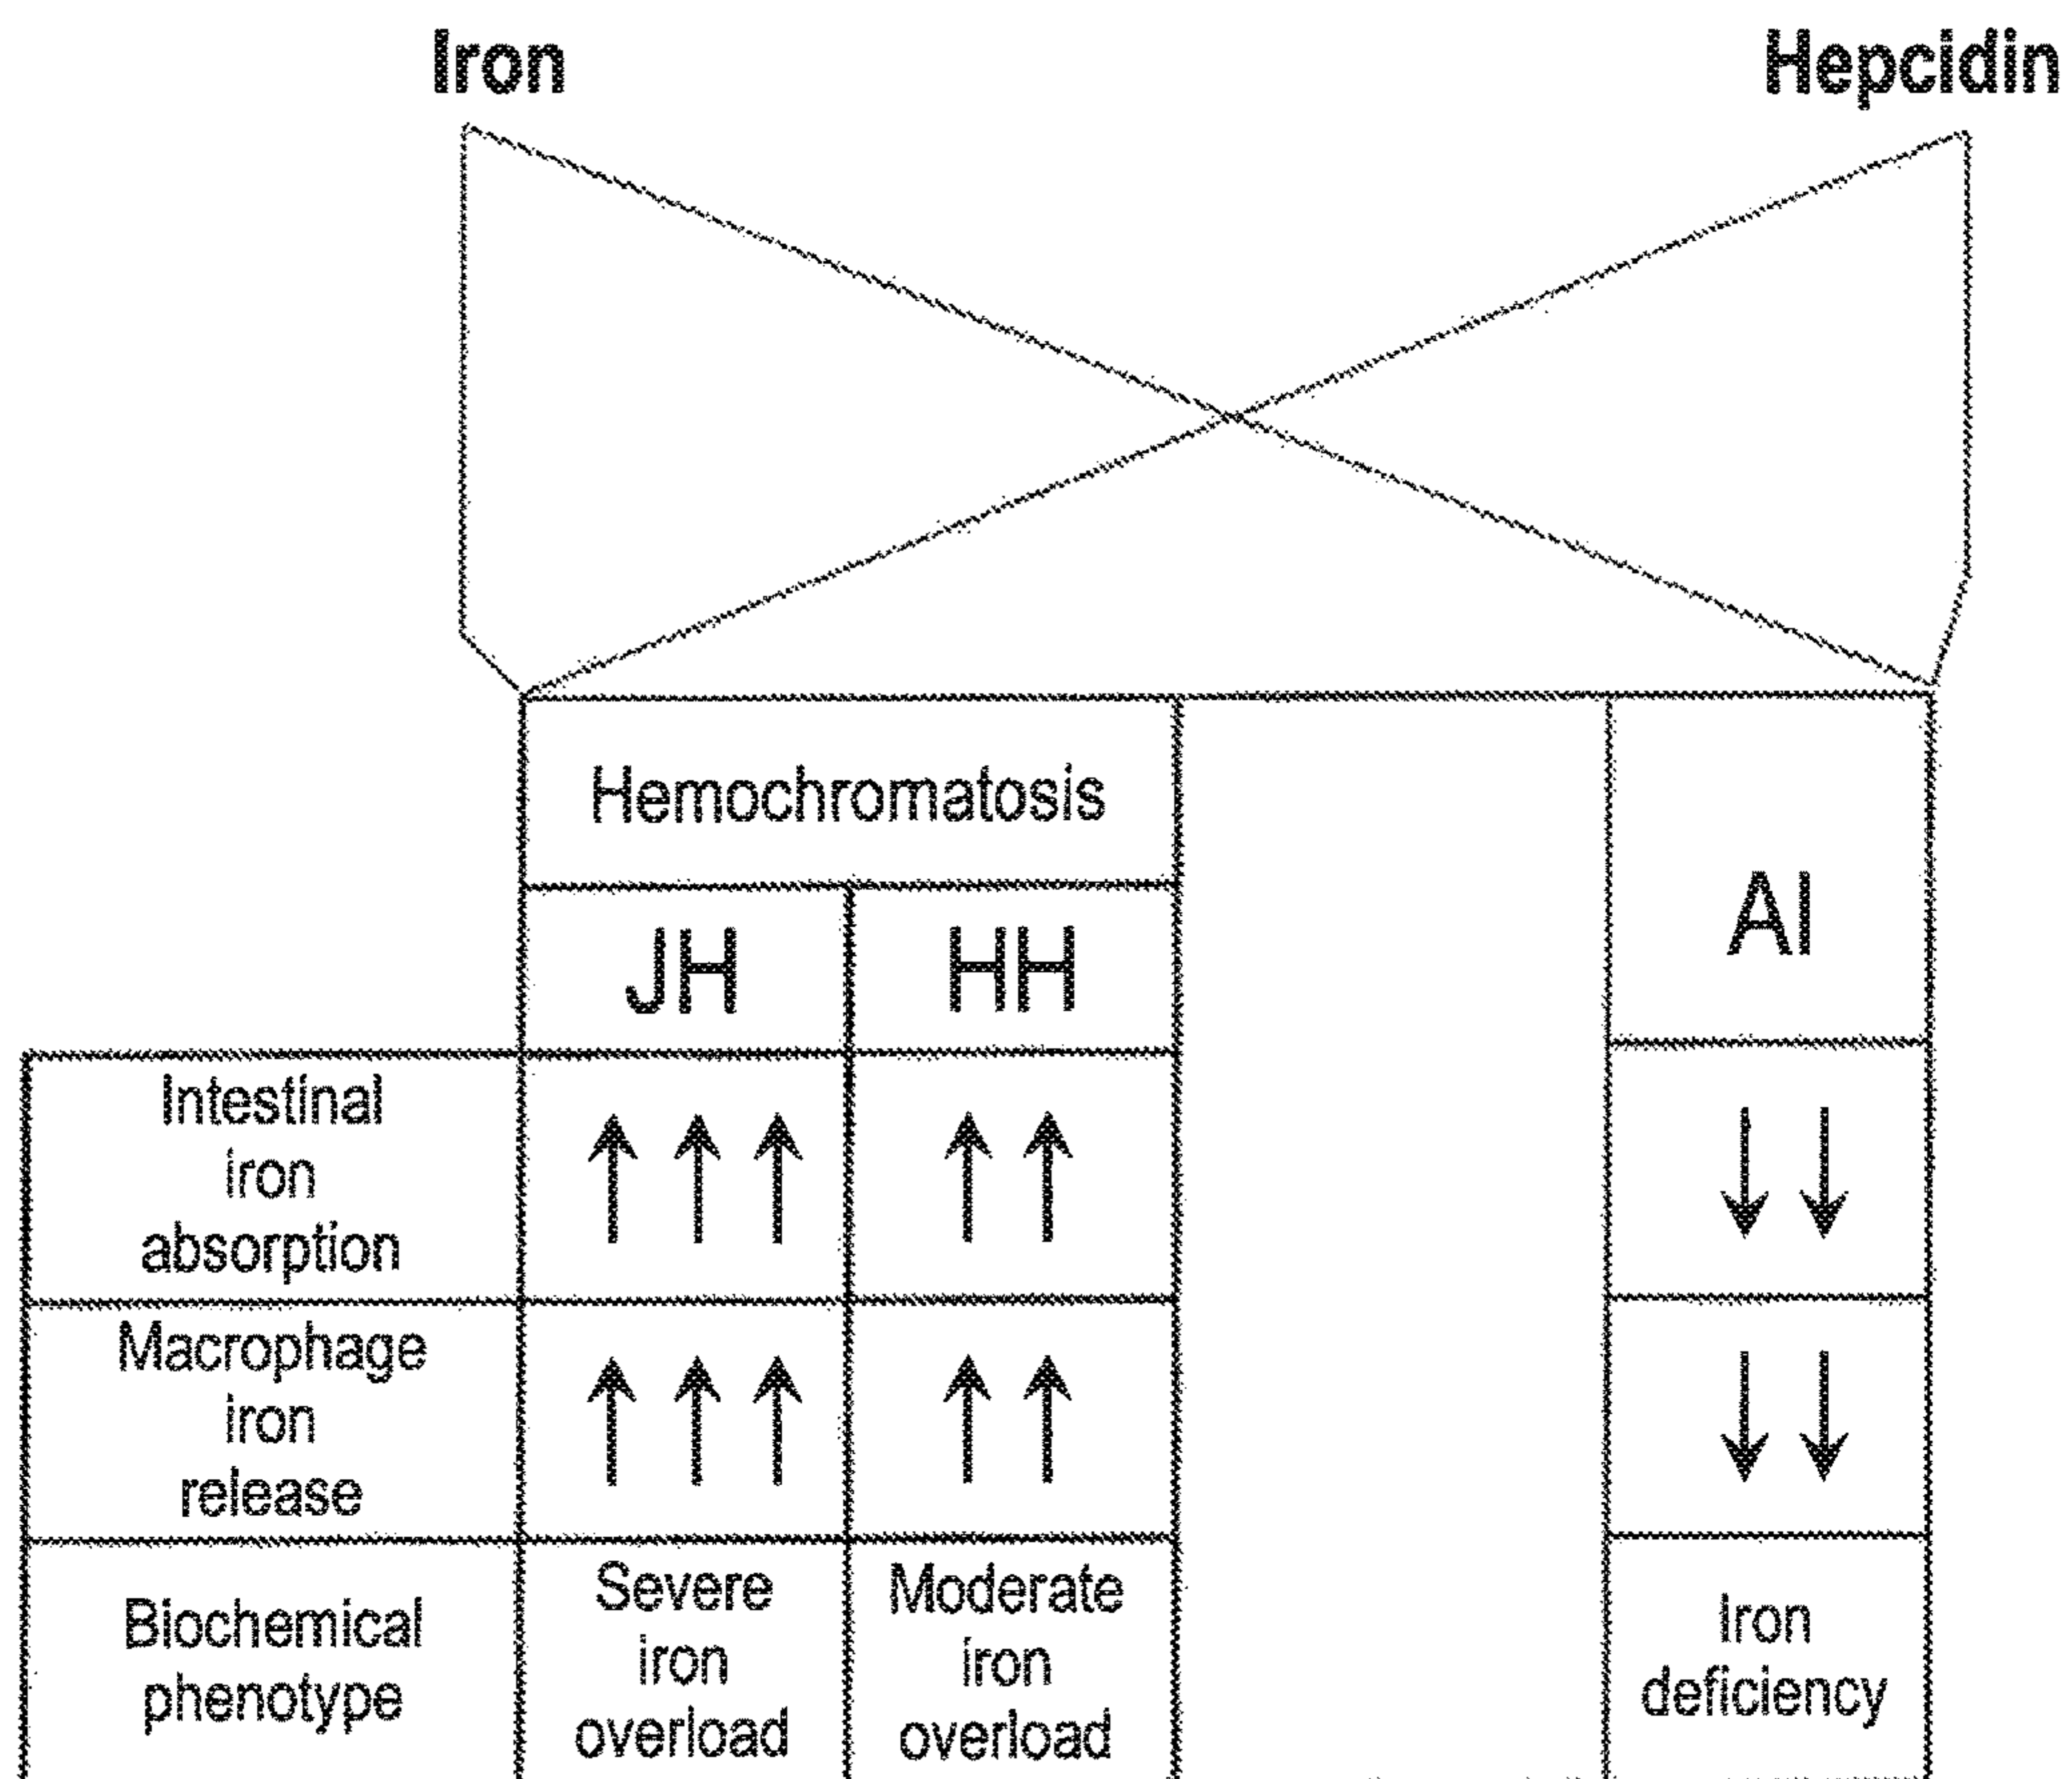 Iron
Hepcidin
Hemochromatosis
JH
HH
AI
Intestinal
iron
absorption
Macrophage
iron
release
Biochemical
phenotype
Severe
iron
overload
Moderate
iron
overload
Iron
deficiency